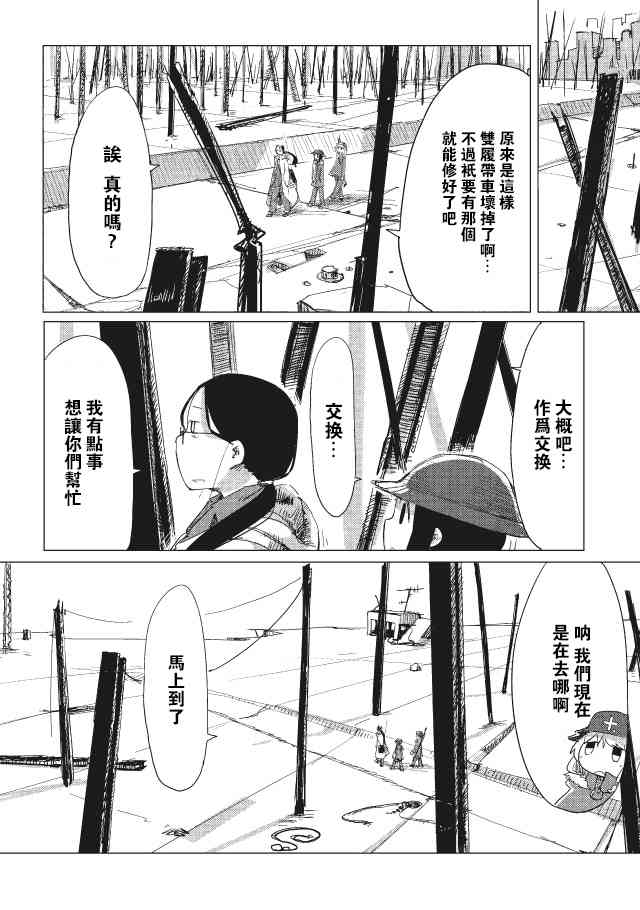 原來是這樣
雙履帶車壞掉了啊…
不過衹要有那個
就能修好了吧
誒 真的嗎？
大概吧…
作爲交換
交換…
我有點事
想讓你們幫忙
吶 我們現在
是在去哪啊
馬上到了